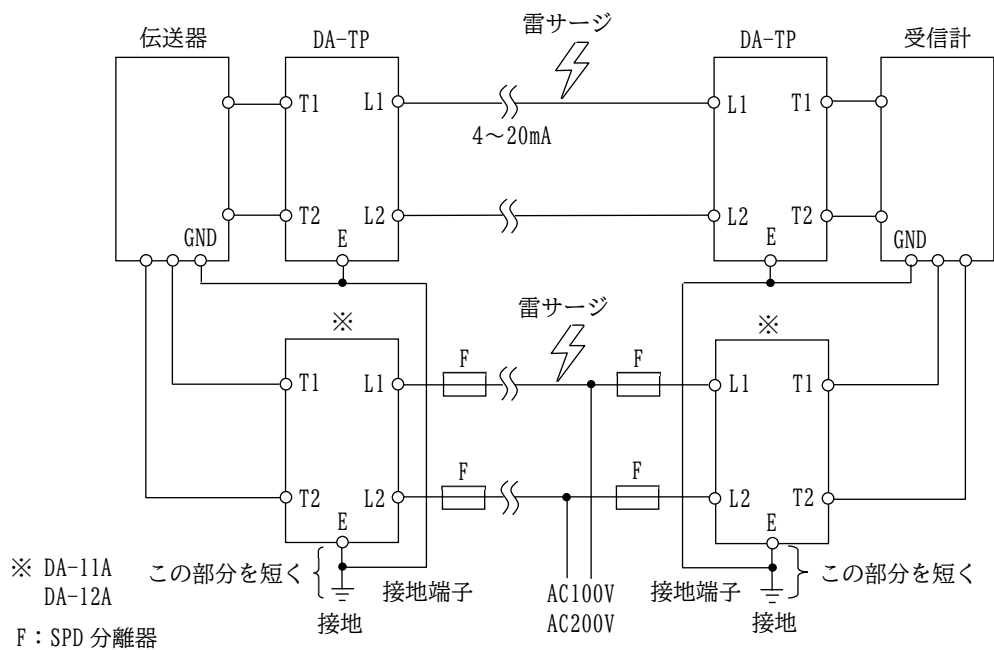 雷サージ
伝送器
DA-TP
DA-TP
受信計
T1
L1
L1
T1
4～20mA
T2
L2
L2
T2
GND
E
E
GND
雷サージ
※
※
F
F
T1
L1
L1
T1
F
F
T2
L2
L2
T2
E
E
※ DA-11A
DA-12A
この部分を短く
接地端子
AC100V
AC200V
接地端子
この部分を短く
接地
接地
F：SPD 分離器